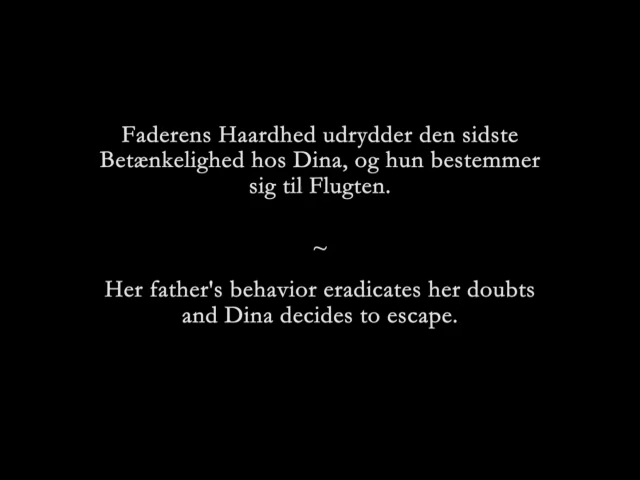 Faderens Haardhed udrydder den sidste
Betænkelighed hos Dina, og hun bestemmer
sig til Flugten.
~
Her father's behavior eradicates her doubts
and Dina decides to escape.